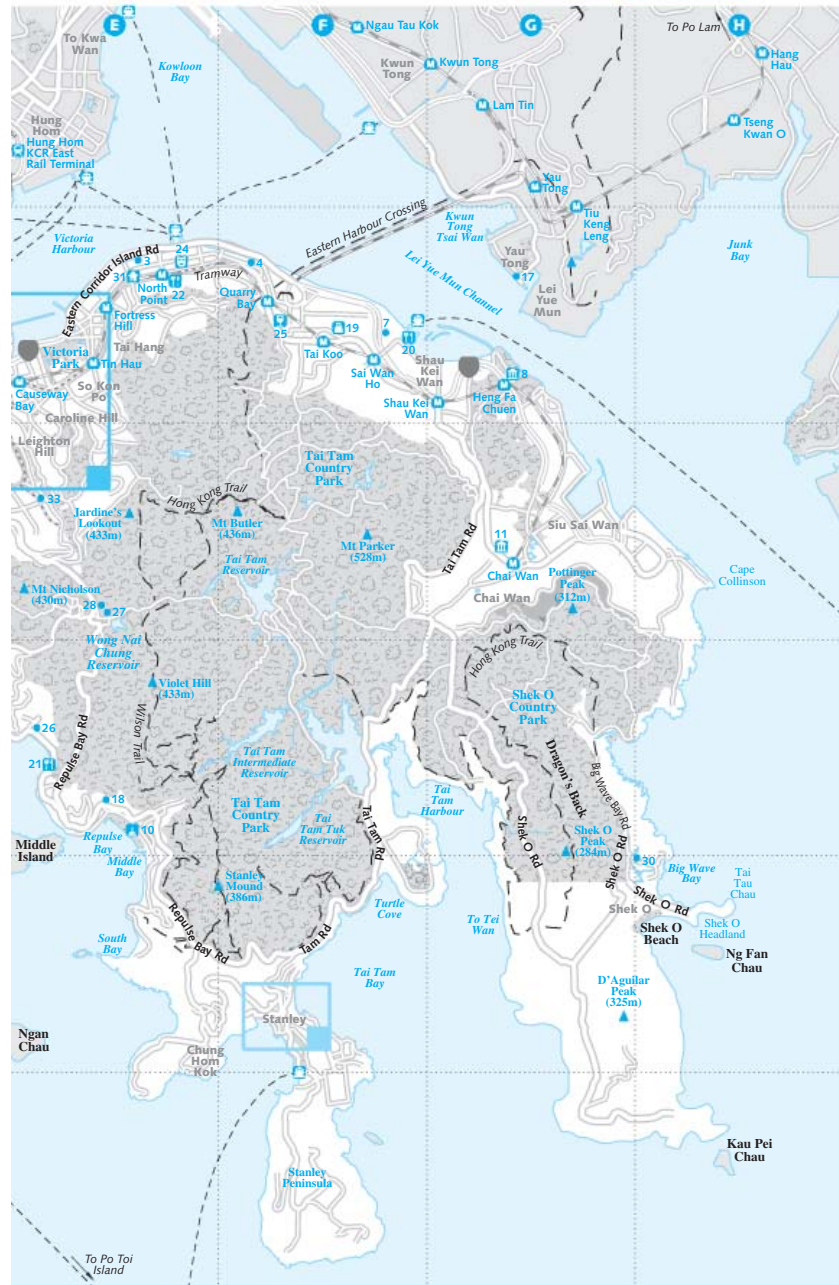 E
F
G
H
To Po Lam
Ngau Tau Kok
To Kwa
Wan
Kowloon
Bay
Kwun
Tong
Kwun Tong
Hang
Hau
Lam Tin
Tseng
Kwan O
Hung
Hom
Hung Hom
KCR East
Rail Terminal
Yau
Tong
Tiu
Keng
Leng
Kwun
Tong
Tsai Wan
Eastern Harbour Crossing
Victoria
Harbour
Eastern Corridor Island Rd
24
3
4
Yau
Tong
17
Junk
Bay
Lei Yue Mun Channel
Lei
Yue
Mun
31
Tramway
North
Point
22
Quarry
Bay
Fortress
Hill
25
19
7
20
Tai Hang
Victoria
Park
Tin Hau
Tai Koo
Sai Wan
Ho
Shau
Kei
Wan
8
Heng Fa
Chuen
Causeway
Bay
So Kon
Po
Shau Kei
Wan
Caroline Hill
Leighton
Hill
Tai Tam
Country
Park
33
Hong Kong Trail
Jardine's
Lookout
(433m)
Mt Butler
(436m)
Mt Parker
(528m)
Tai Tam Rd
11
Siu Sai Wan
Tai Tam
Reservoir
Chai Wan
Pottinger
Peak
(312m)
Cape
Collinson
Mt Nicholson
(430m)
28
27
Chai Wan
Wong Nai
Chung
Reservoir
Hong Kong Trail
Violet Hill
(433m)
Shek O
Country
Park
Wilson Trail
26
Repulse Bay Rd
21
Tai Tam
Intermediate
Reservoir
Dragon's Back
Big Wave Bay Rd
18
Tai Tam
Country
Park
Tai
Tam Tuk
Reservoir
Tai Tam Rd
Tai
Tam
Harbour
Shek O Rd
10
Repulse
Bay
Middle
Bay
Middle
Island
Shek O
Peak
(284m)
Shek O Rd
30
Big Wave
Bay
Tai
Tau
Chau
Stanley
Mound
(386m)
Turtle
Cove
To Tei
Wan
Shek O
Shek O Rd
Shek O
Beach
Shek O
Headland
South
Bay
Repulse Bay Rd
Tam Rd
Ng Fan
Chau
Tai Tam
Bay
D'Aguilar
Peak
(325m)
Stanley
Ngan
Chau
Chung
Hom
Kok
Kau Pei
Chau
Stanley
Peninsula
To Po Toi
Island